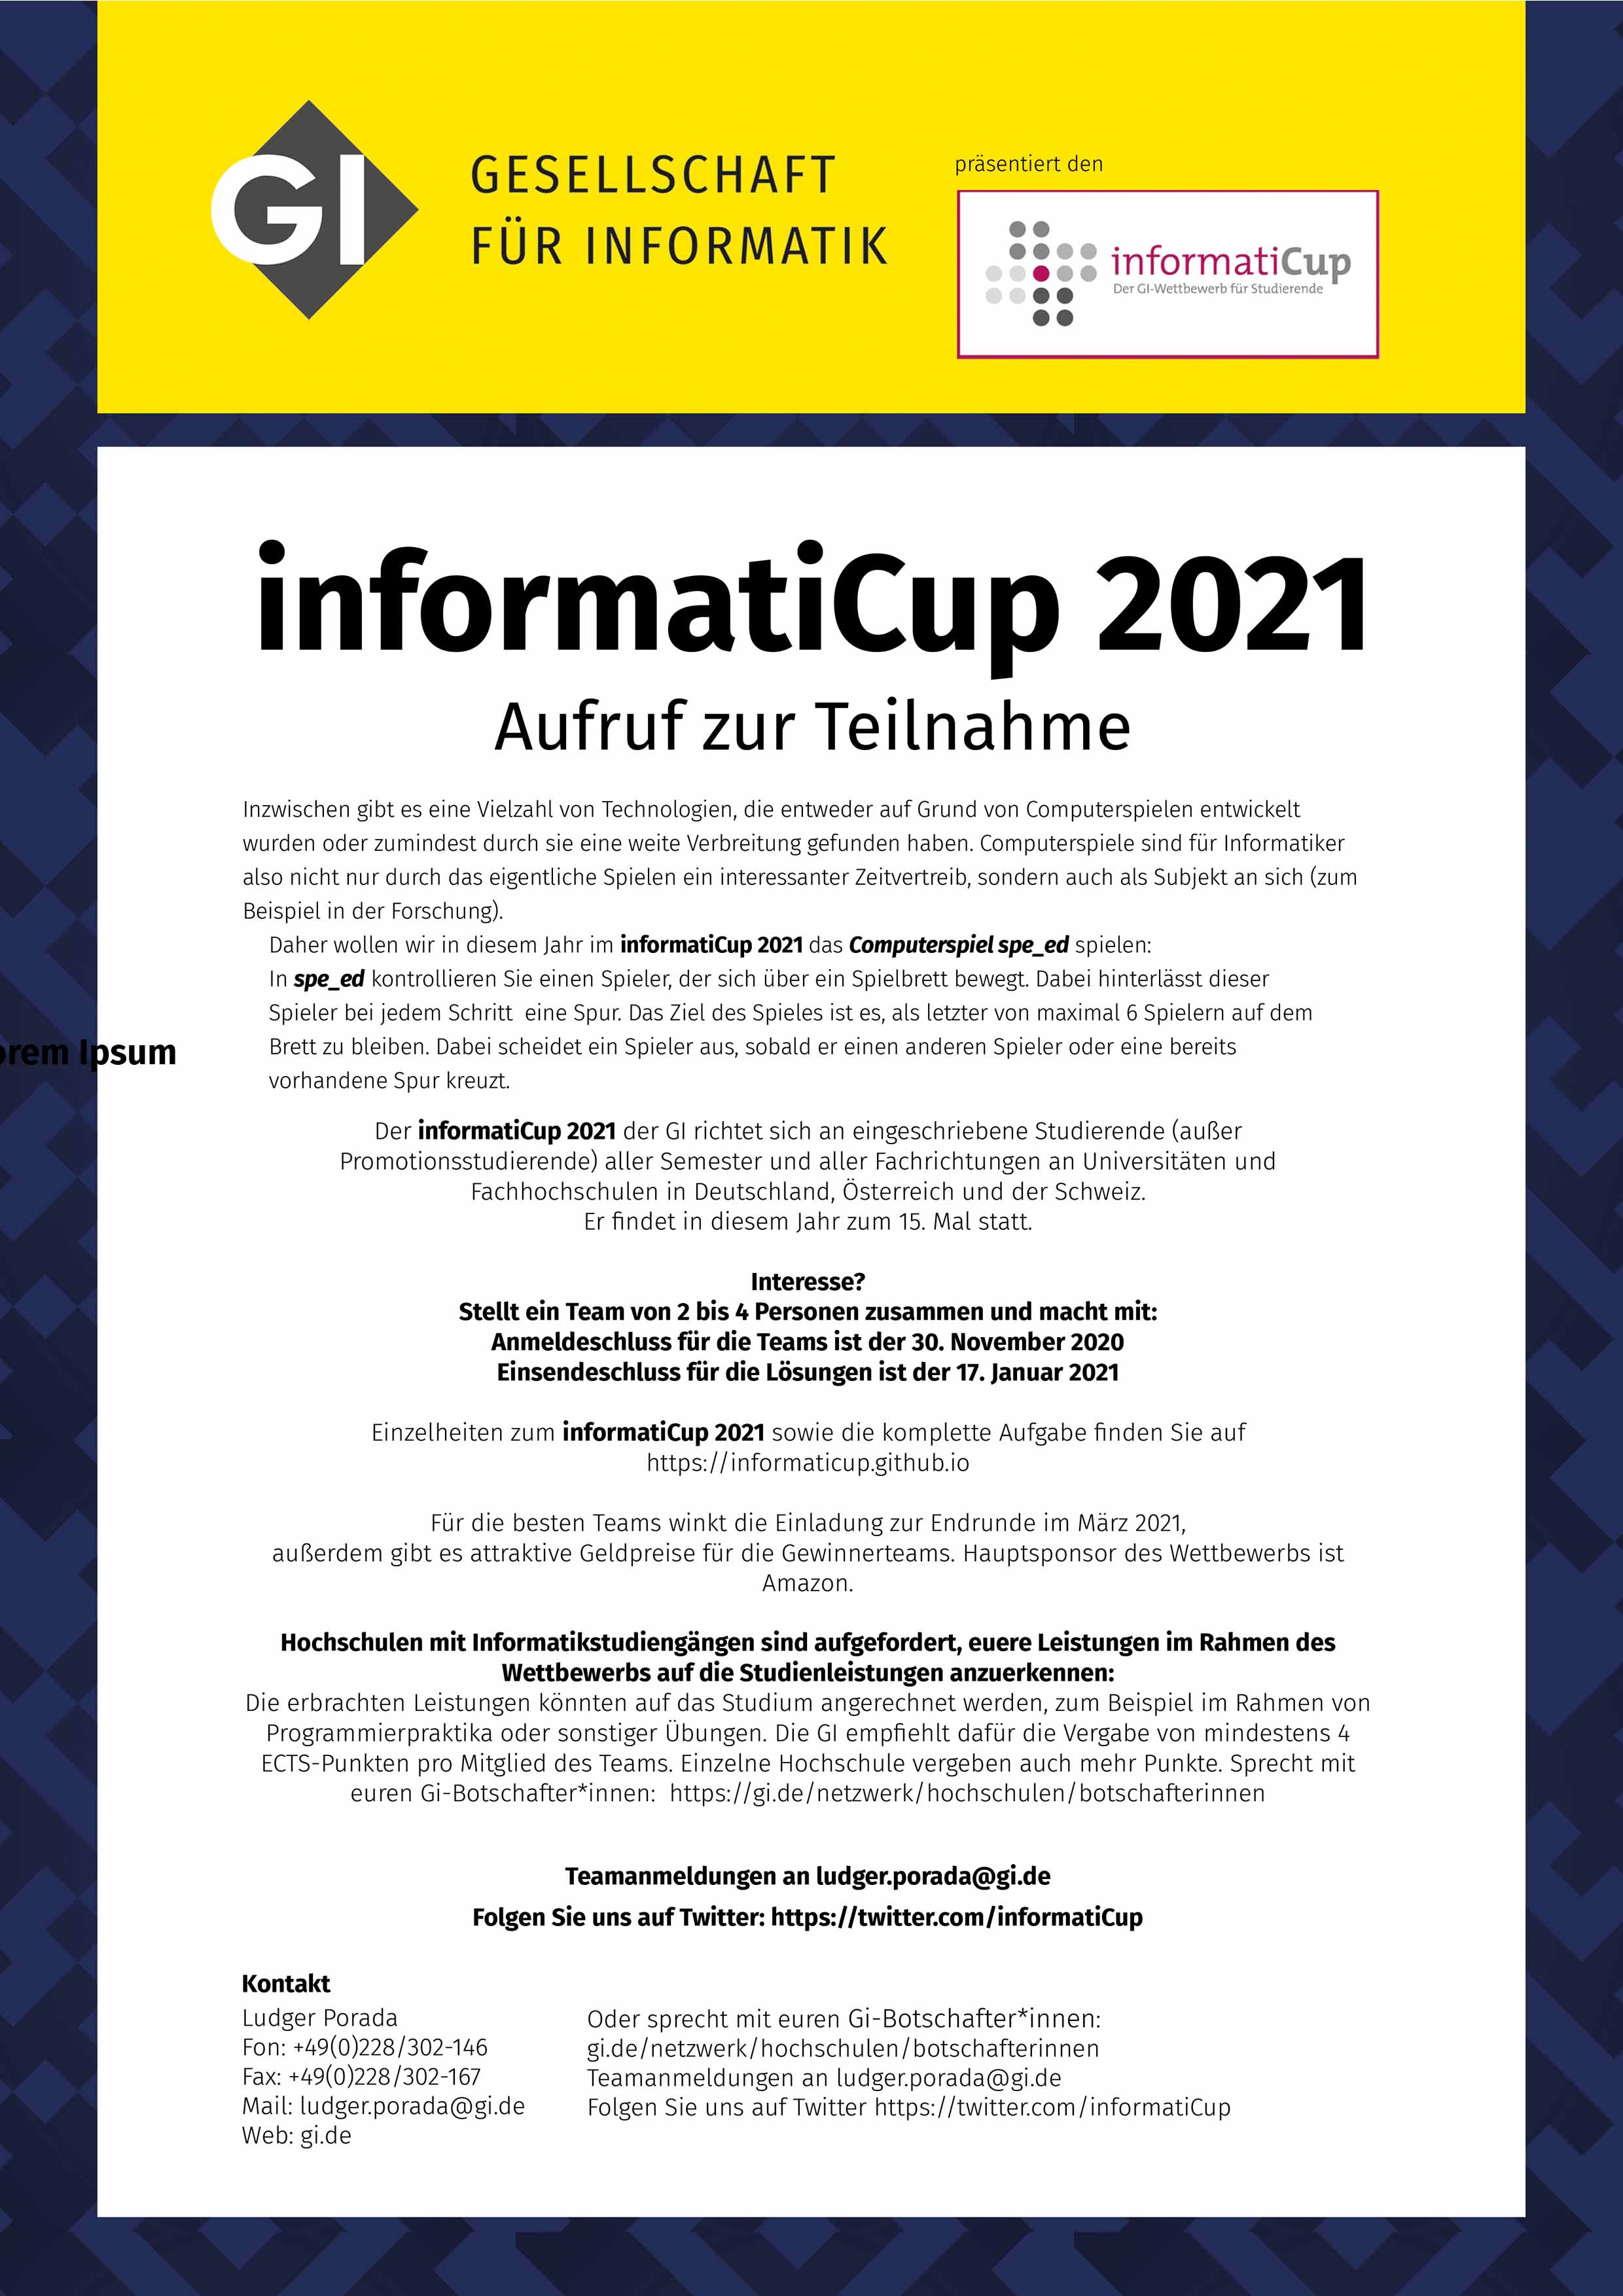 GI
GESELLSCHAFT
FÜR INFORMATIK
präsentiert den
informatiCup
Der GI-Wettbewerb für Studierende
informatiCup 2021
Aufruf zur Teilnahme
Inzwischen gibt es eine Vielzahl von Technologien, die entweder auf Grund von Computerspielen entwickelt
wurden oder zumindest durch sie eine weite Verbreitung gefunden haben. Computerspiele sind für Informatiker
also nicht nur durch das eigentliche Spielen ein interessanter Zeitvertreib, sondern auch als Subjekt an sich (zum
Beispiel in der Forschung).
Daher wollen wir in diesem Jahr im informatiCup 2021 das Computerspiel spe_ed spielen:
In spe_ed kontrollieren Sie einen Spieler, der sich über ein Spielbrett bewegt. Dabei hinterlässt dieser
Spieler bei jedem Schritt  eine Spur. Das Ziel des Spieles ist es, als letzter von maximal 6 Spielern auf dem
Brett zu bleiben. Dabei scheidet ein Spieler aus, sobald er einen anderen Spieler oder eine bereits
vorhandene Spur kreuzt.
Ipsum
Der informatiCup 2021 der GI richtet sich an eingeschriebene Studierende (außer
Promotionsstudierende) aller Semester und aller Fachrichtungen an Universitäten und
Fachhochschulen in Deutschland, Österreich und der Schweiz.
Er findet in diesem Jahr zum 15. Mal statt.
Interesse?
Stellt ein Team von 2 bis 4 Personen zusammen und macht mit:
Anmeldeschluss für die Teams ist der 30. November 2020
Einsendeschluss für die Lösungen ist der 17. Januar 2021
Einzelheiten zum informatiCup 2021 sowie die komplette Aufgabe finden Sie auf
https://informaticup.github.io
Für die besten Teams winkt die Einladung zur Endrunde im März 2021,
außerdem gibt es attraktive Geldpreise für die Gewinnerteams. Hauptsponsor des Wettbewerbs ist
Amazon.
Hochschulen mit Informatikstudiengängen sind aufgefordert, euere Leistungen im Rahmen des
Wettbewerbs auf die Studienleistungen anzuerkennen:
Die erbrachten Leistungen könnten auf das Studium angerechnet werden, zum Beispiel im Rahmen von
Programmierpraktika oder sonstiger Übungen. Die GI empfiehlt dafür die Vergabe von mindestens 4
ECTS-Punkten pro Mitglied des Teams. Einzelne Hochschule vergeben auch mehr Punkte. Sprecht mit
euren Gi-Botschafter*innen:  https://gi.de/netzwerk/hochschulen/botschafterinnen
Teamanmeldungen an ludger.porada@gi.de
Folgen Sie uns auf Twitter: https://twitter.com/informatiCup
Kontakt
Ludger Porada
Fon: +49(0)228/302-146
Fax: +49(0)228/302-167
Mail: ludger.porada@gi.de
Web: gi.de
Oder sprecht mit euren Gi-Botschafter*innen:
gi.de/netzwerk/hochschulen/botschafterinnen
Teamanmeldungen an ludger.porada@gi.de
Folgen Sie uns auf Twitter https://twitter.com/informatiCup